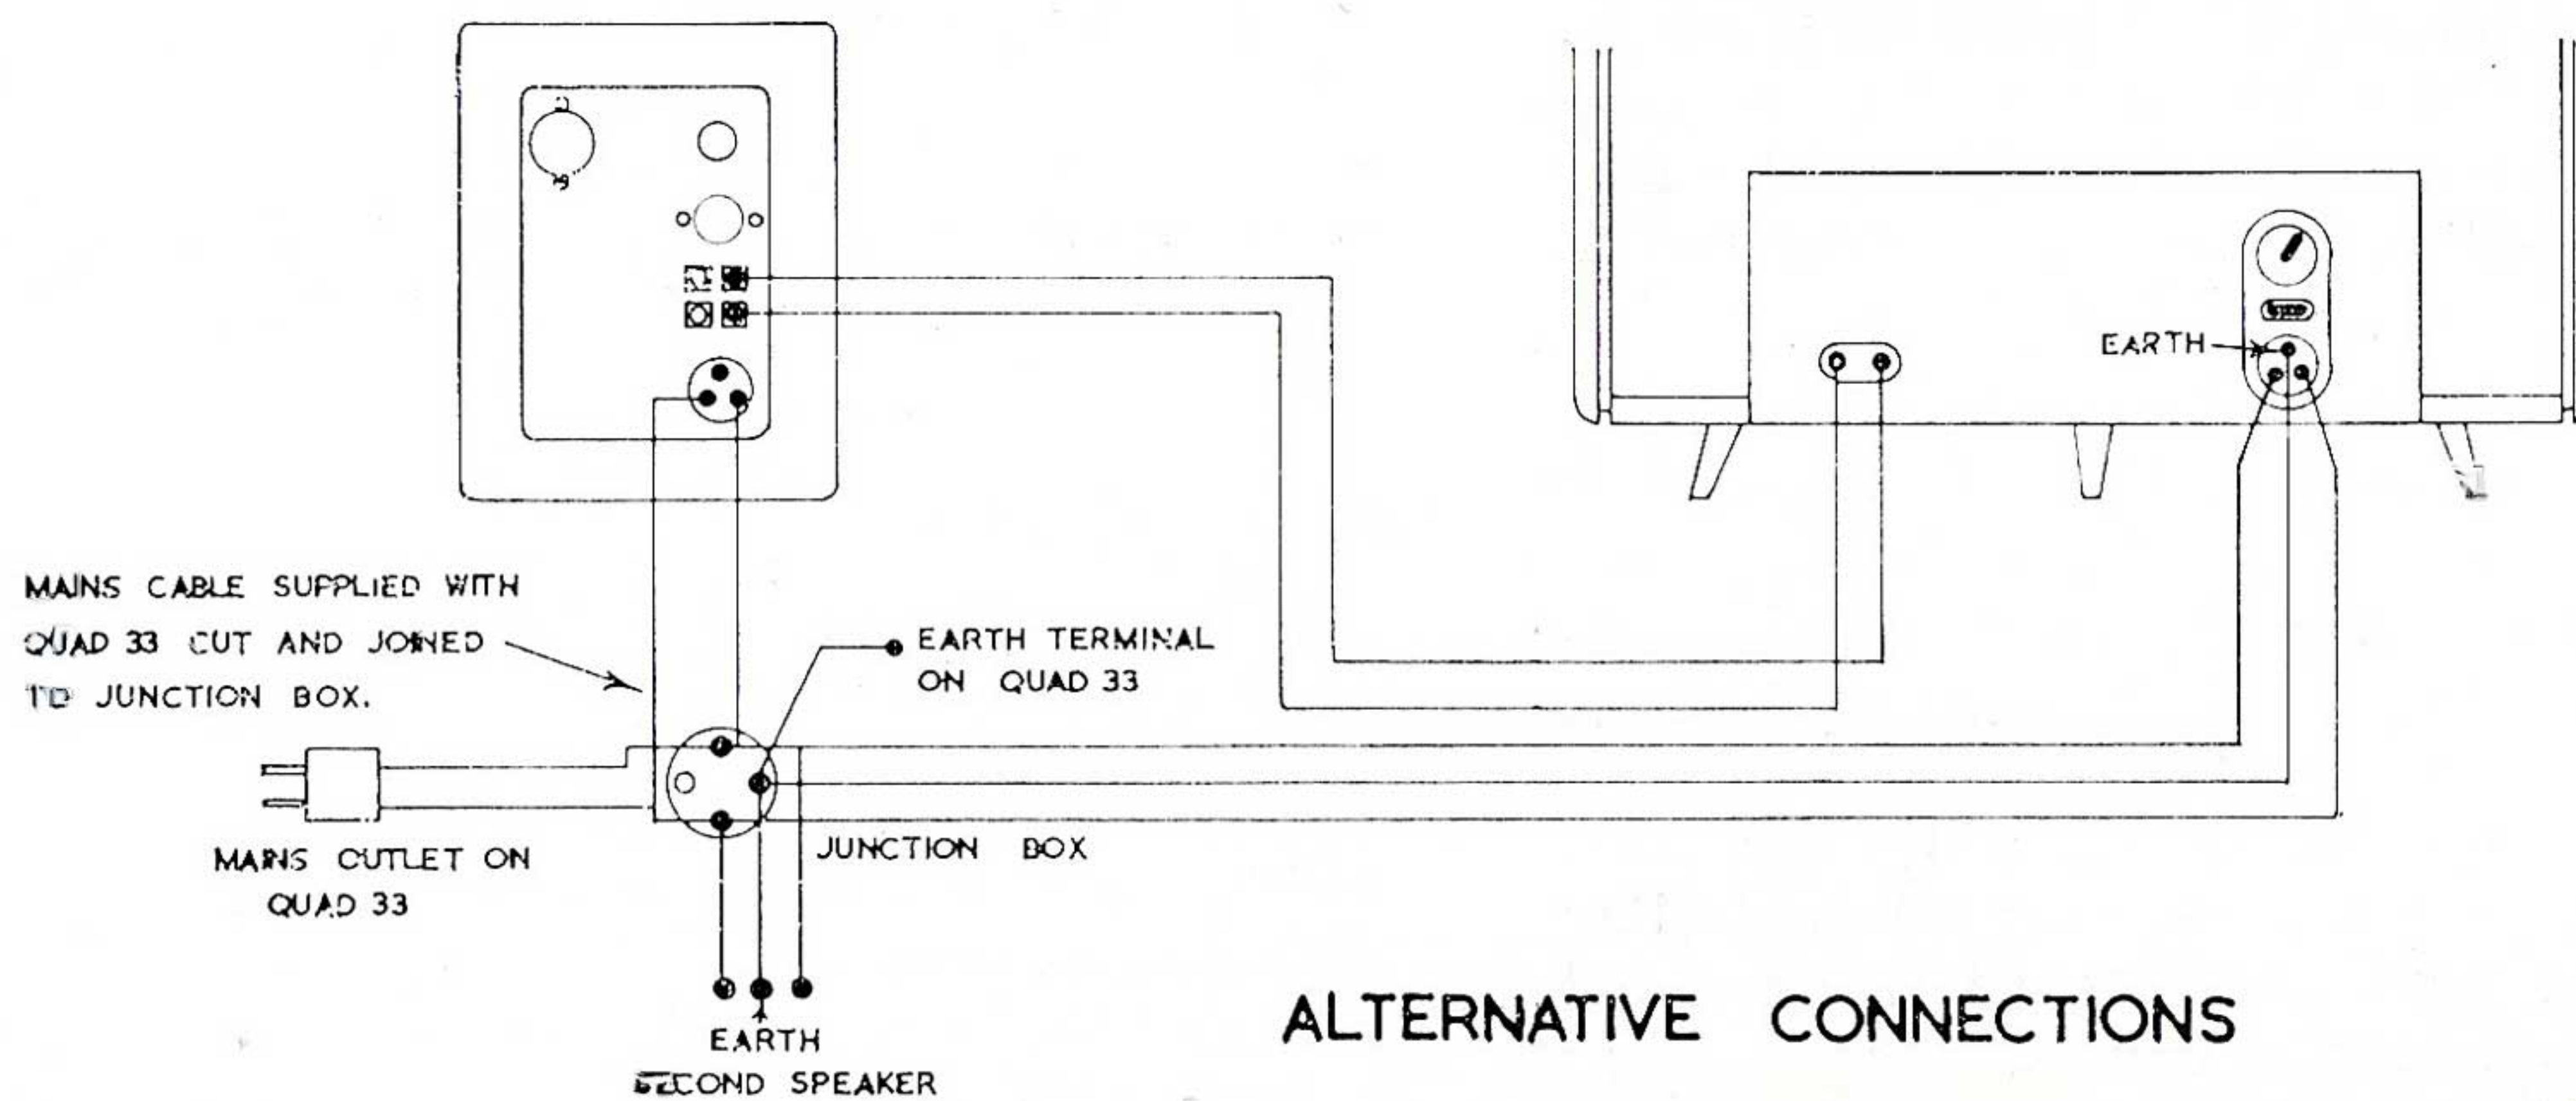 EARTH
MAINS CABLE SUPPLIED WITH
QUAD 33 CUT AND JOINED
TO JUNCTION BOX.
EARTH TERMINAL
ON QUAD 33
JUNCTION BOX
MAINS OUTLET ON
QUAD 33
EARTH
SECOND SPEAKER
ALTERNATIVE CONNECTIONS